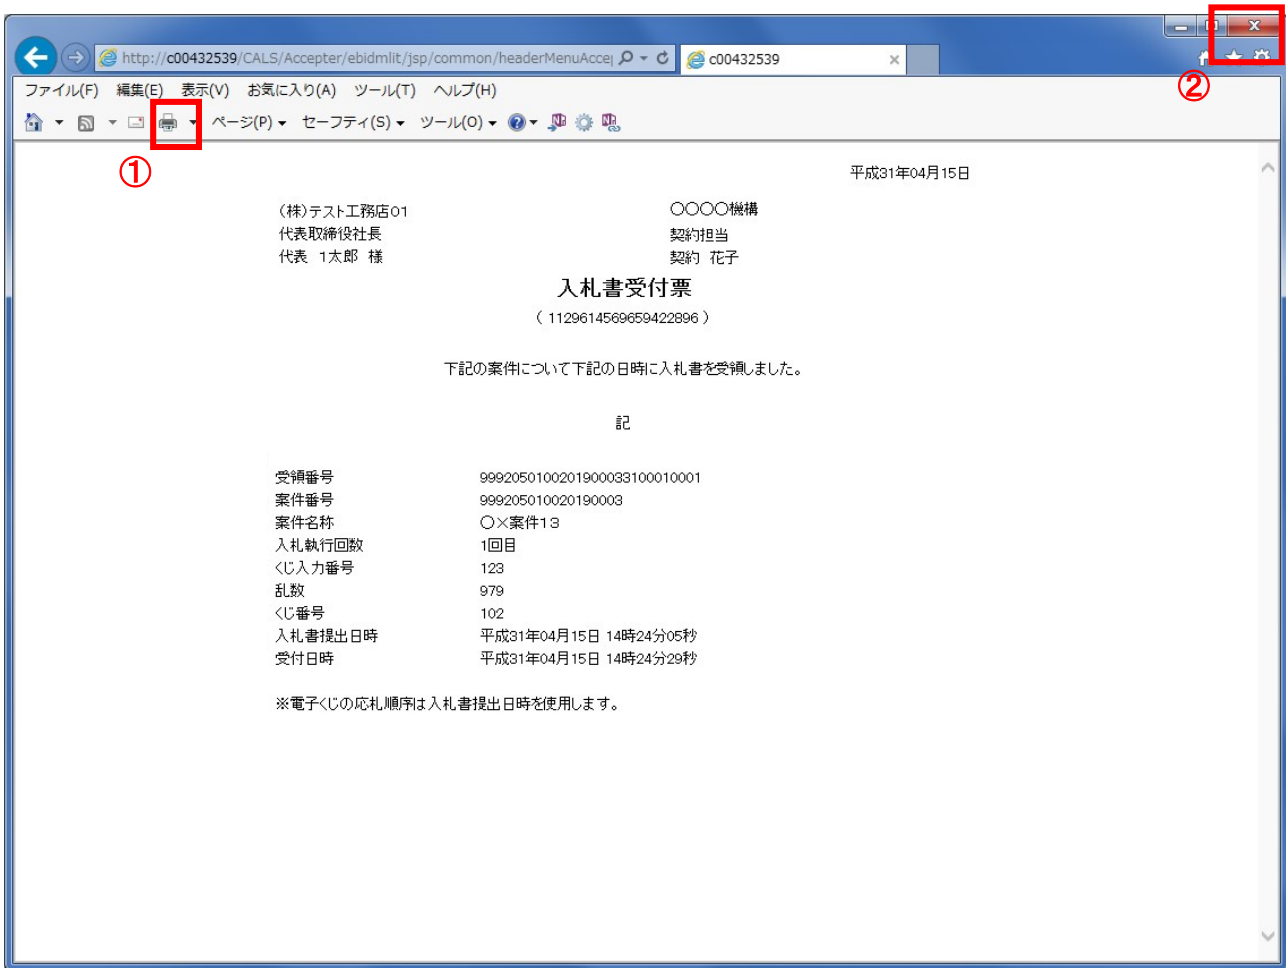 http://c00432539/CALS/Accepter/ebidmlit/jsp/common/headerMenuAccep
c00432539
ファイル(F) 編集(E) 表示(V) お気に入り(A) ツール(T) ヘルプ(H)
②
ページ(P) セーフティ(S) ツール(O)
①
平成31年04月15日
(株)テスト工務店01 〇〇〇〇機構
代表取締役社長 契約担当
代表 1太郎 様 契約 花子
入札書受付票
( 1129614569659422896 )
下記の案件について下記の日時に入札書を受領しました。
記
受領番号 9992050100201900033100010001
案件番号 999205010020190003
案件名称 〇×案件13
入札執行回数 1回目
くじ入力番号 123
乱数 979
くじ番号 102
入札書提出日時 平成31年04月15日 14時24分05秒
受付日時 平成31年04月15日 14時24分29秒
※電子くじの応札順序は入札書提出日時を使用します。